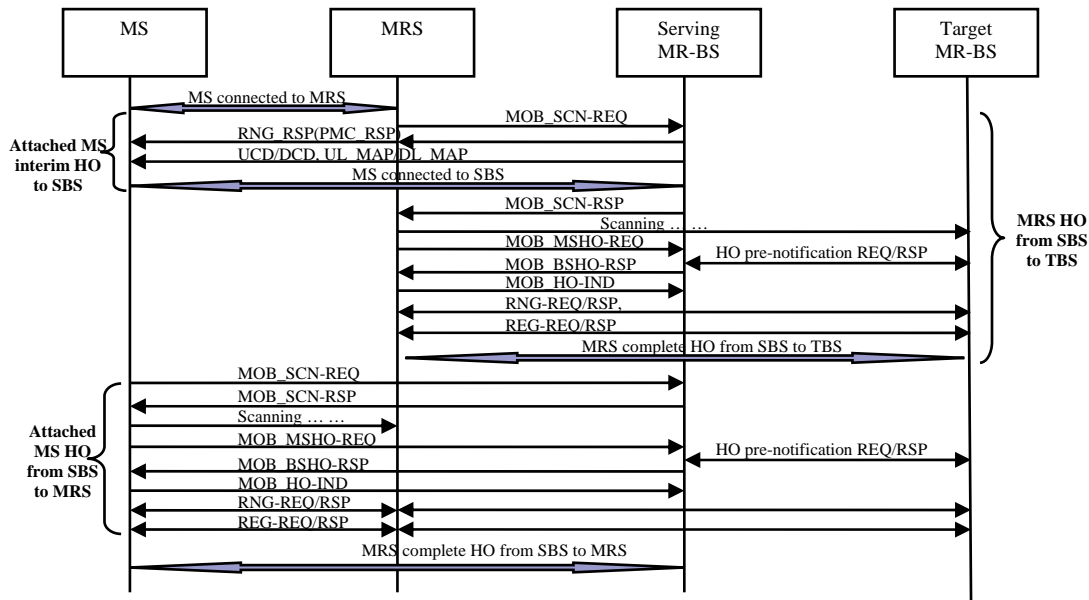 MS
MRS
Serving
MR-BS
Target
MR-BS
MS connected to MRS
MOB_SCN-REQ
RNG_RSP(PMC_RSP)
UCD/DCD, UL_MAP/DL_MAP
MS connected to SBS
Attached MS
interim HO
to SBS
MOB_SCN-RSP
Scanning … …
MOB_MSHO-REQ
HO pre-notification REQ/RSP
MOB_BSHO-RSP
MOB_HO-IND
RNG-REQ/RSP,
REG-REQ/RSP
MRS complete HO from SBS to TBS
MRS HO
from SBS
to TBS
MOB_SCN-REQ
MOB_SCN-RSP
Scanning … …
MOB_MSHO-REQ
HO pre-notification REQ/RSP
MOB_BSHO-RSP
MOB_HO-IND
RNG-REQ/RSP
REG-REQ/RSP
Attached
MS HO
from SBS
to MRS
MRS complete HO from SBS to MRS